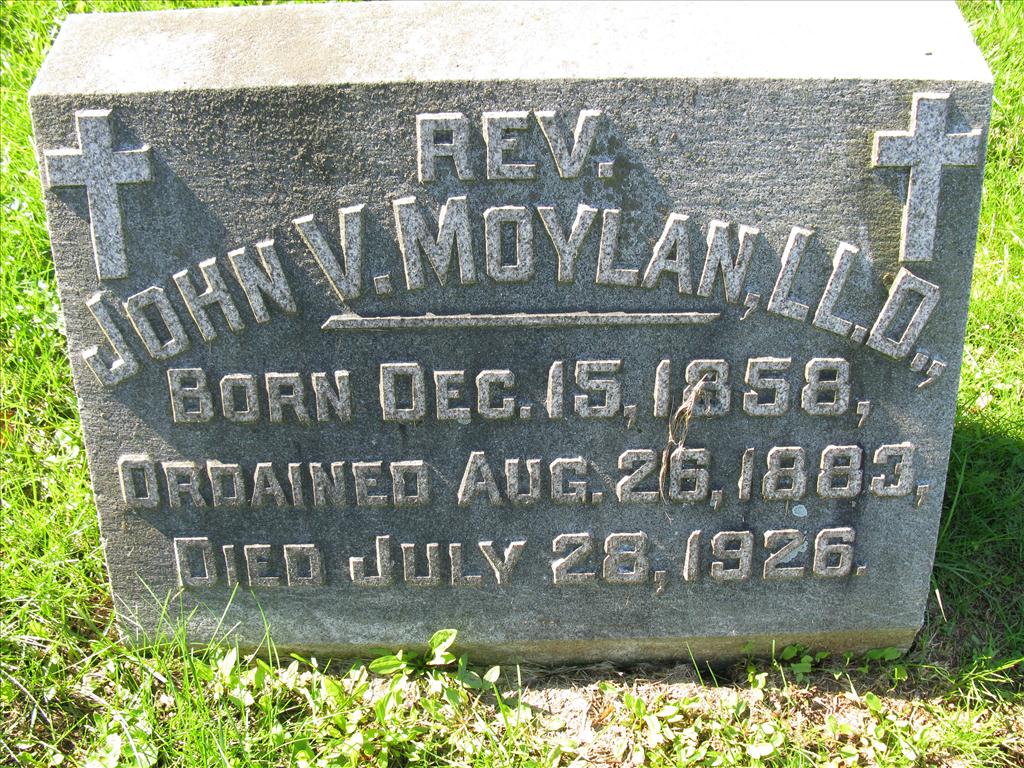 REV.
JOHN V. MOYLAN, LL.D.,
BORN DEC. 15, 1858,
ORDAINED AUG. 26, 1883,
DIED JULY 28, 1926.